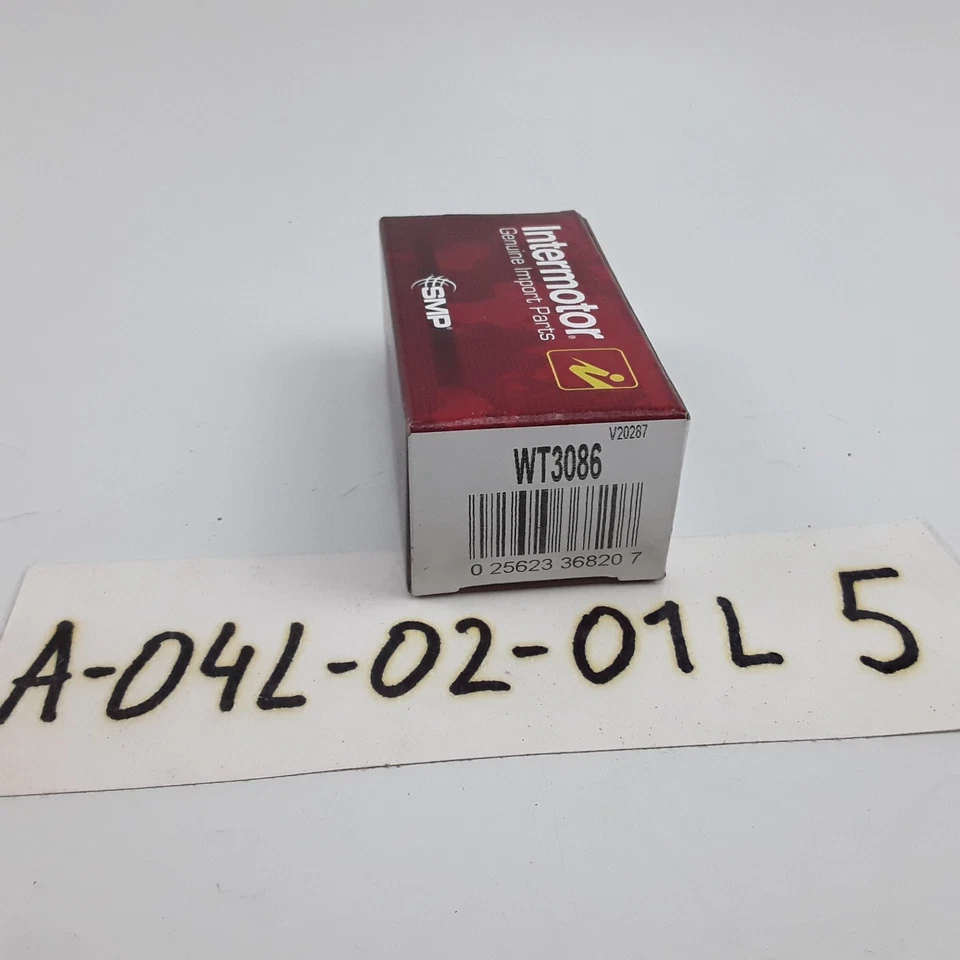 Intermotor®
Genuine Import Parts
SMP®
V20287
WT3086
0 25623 36820 7
A-04L-02-01L 5